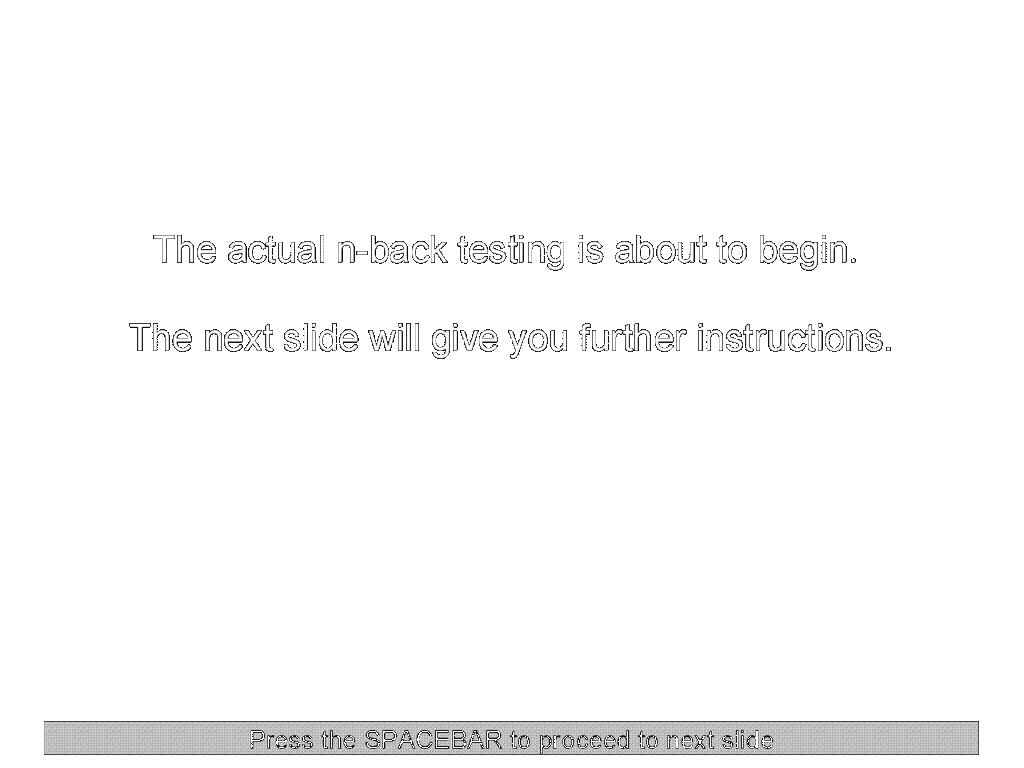 The actual n-back testing is about to begin.
The next slide will give you further instructions.
Press the SPACEBAR to proceed to next slide